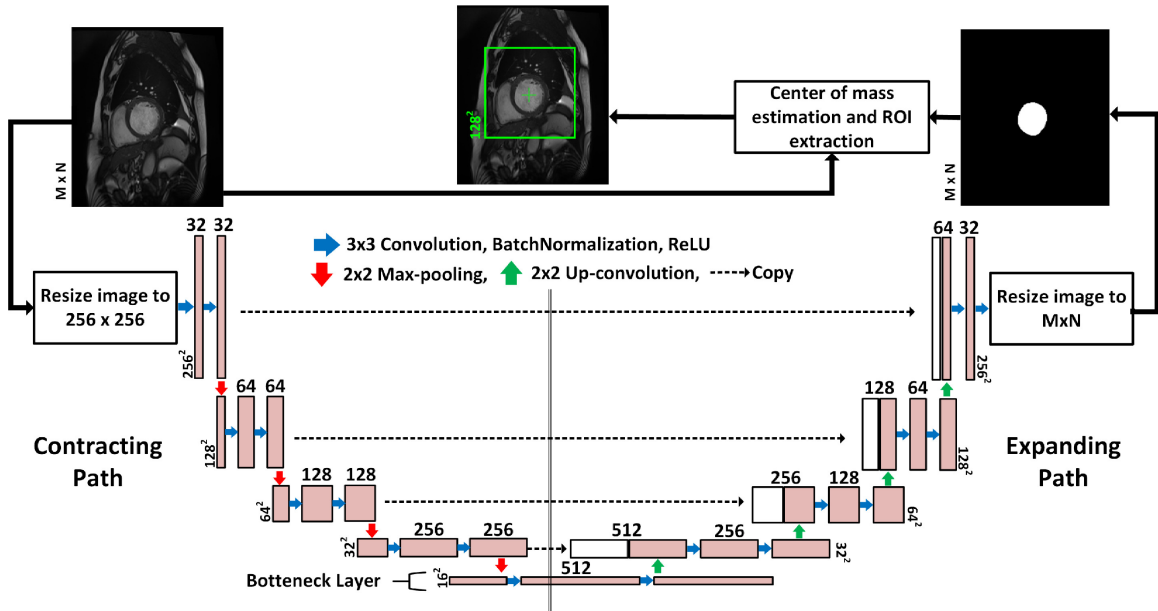 128²
M x N
Center of mass
estimation and ROI
extraction
M x N
32 32
64 32
3x3 Convolution, BatchNormalization, ReLU
2x2 Max-pooling, 2x2 Up-convolution, Copy
Resize image to
256 x 256
Resize image to
MxN
256²
256²
64 64
128 64
128²
128²
Contracting
Path
Expanding
Path
128 128
256 128
64²
64²
256 256
512 256
32²
32²
Botteneck Layer
16²
512